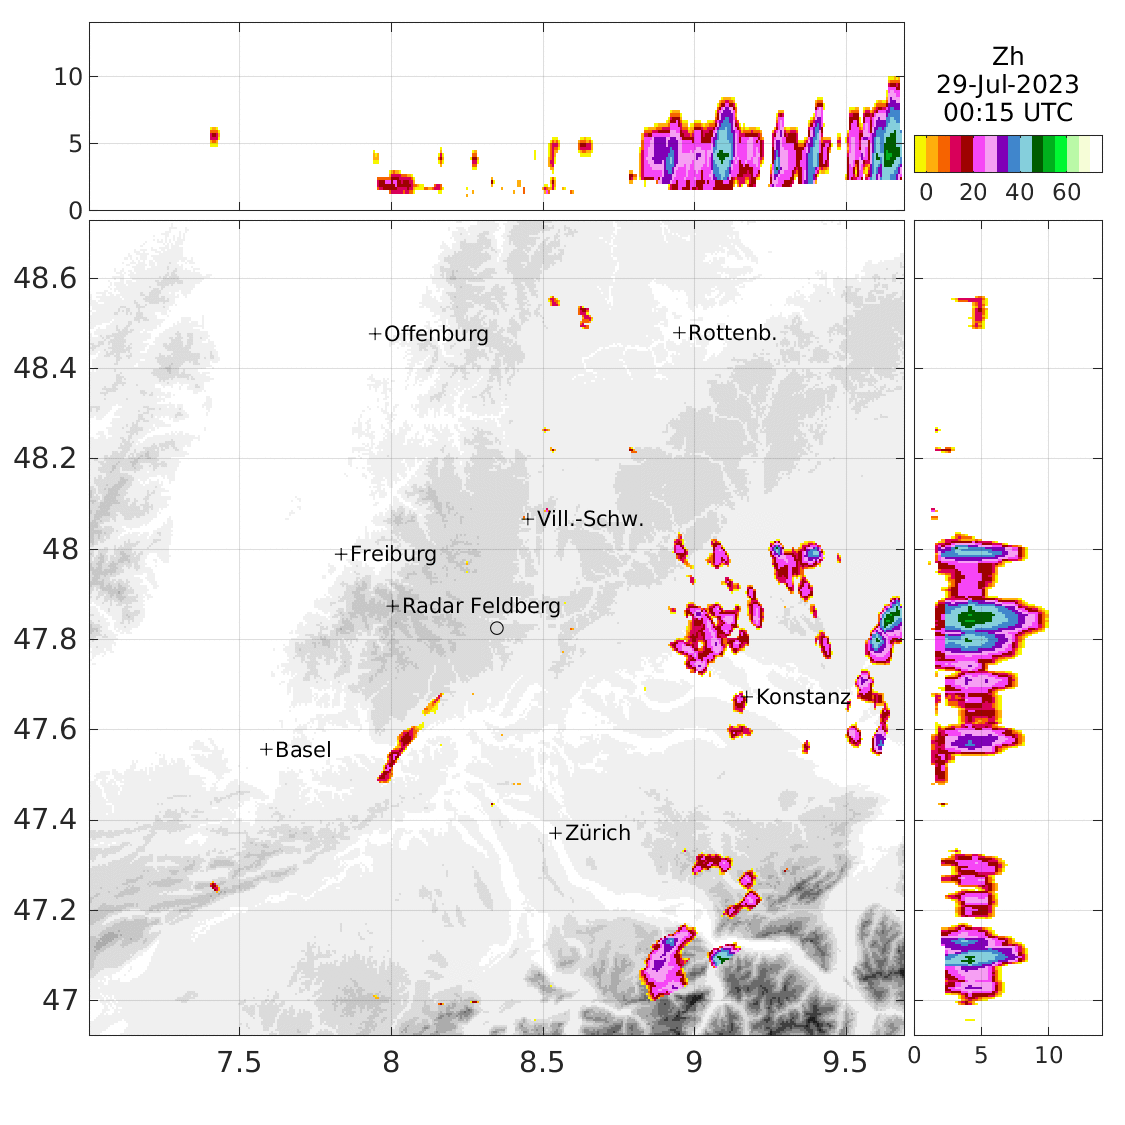 Zh
29-Jul-2023
00:15 UTC
0 20 40 60
10
5
0
48.6
48.4
48.2
48
47.8
47.6
47.4
47.2
47
Offenburg
Rottenb.
Vill.-Schw.
Freiburg
Radar Feldberg
Konstanz
Basel
Zürich
7.5 8 8.5 9 9.5
0 5 10